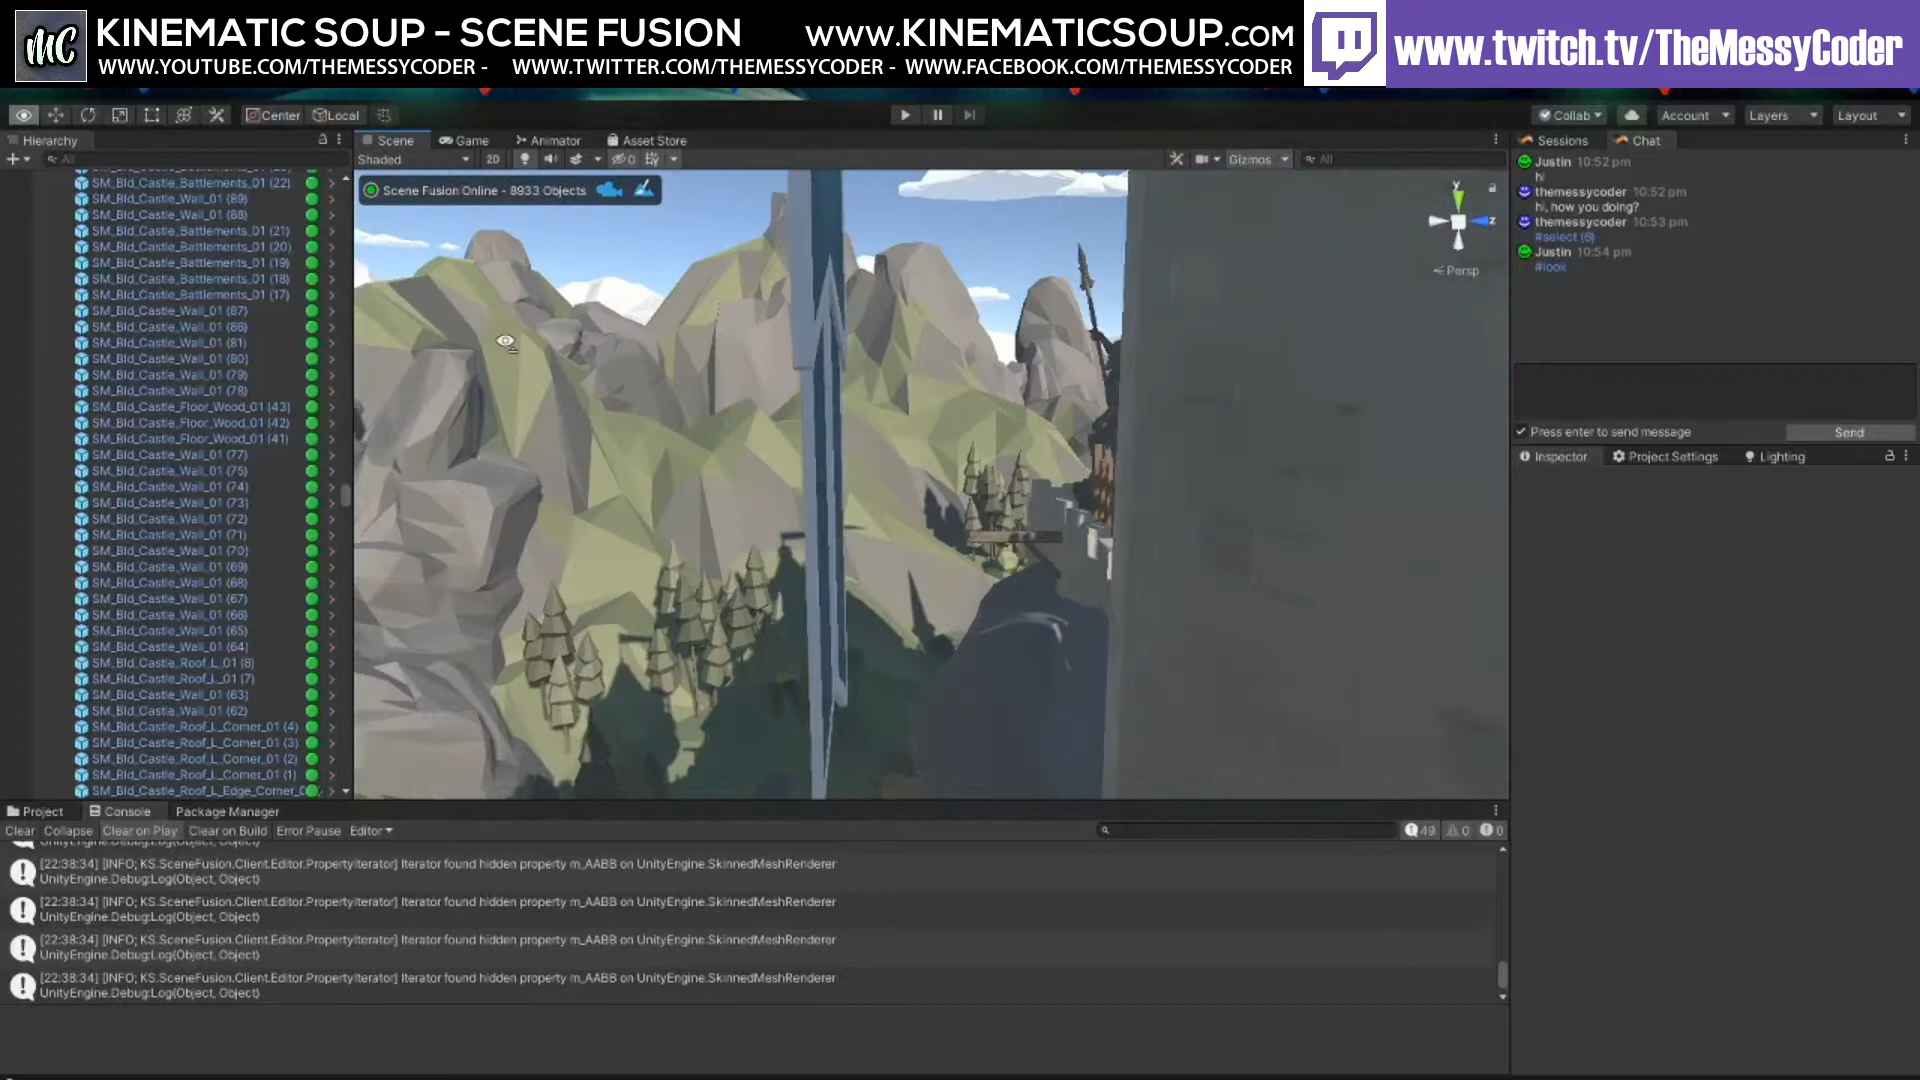 MC
KINEMATIC SOUP - SCENE FUSION
www.KINEMATICSOUP.com
WWW.YOUTUBE.COM/THEMESSYCODER - WWW.TWITTER.COM/THEMESSYCODER - WWW.FACEBOOK.COM/THEMESSYCODER
www.twitch.tv/TheMessyCoder
Center Local
Collab Account Layers Layout
Hierarchy
Scene Game Animator Asset Store
Sessions Chat
All
Shaded 2D 0 Gizmos All
Scene Fusion Online - 8933 Objects
SM_Bld_Castle_Battlements_01 (22)
SM_Bld_Castle_Wall_01 (89)
SM_Bld_Castle_Wall_01 (88)
SM_Bld_Castle_Battlements_01 (21)
SM_Bld_Castle_Battlements_01 (20)
SM_Bld_Castle_Battlements_01 (19)
SM_Bld_Castle_Battlements_01 (18)
SM_Bld_Castle_Battlements_01 (17)
SM_Bld_Castle_Wall_01 (87)
SM_Bld_Castle_Wall_01 (86)
SM_Bld_Castle_Wall_01 (81)
SM_Bld_Castle_Wall_01 (80)
SM_Bld_Castle_Wall_01 (79)
SM_Bld_Castle_Wall_01 (78)
SM_Bld_Castle_Floor_Wood_01 (43)
SM_Bld_Castle_Floor_Wood_01 (42)
SM_Bld_Castle_Floor_Wood_01 (41)
SM_Bld_Castle_Wall_01 (77)
SM_Bld_Castle_Wall_01 (75)
SM_Bld_Castle_Wall_01 (74)
SM_Bld_Castle_Wall_01 (73)
SM_Bld_Castle_Wall_01 (72)
SM_Bld_Castle_Wall_01 (71)
SM_Bld_Castle_Wall_01 (70)
SM_Bld_Castle_Wall_01 (69)
SM_Bld_Castle_Wall_01 (68)
SM_Bld_Castle_Wall_01 (67)
SM_Bld_Castle_Wall_01 (66)
SM_Bld_Castle_Wall_01 (65)
SM_Bld_Castle_Wall_01 (64)
SM_Bld_Castle_Roof_L_01 (8)
SM_Bld_Castle_Roof_L_01 (7)
SM_Bld_Castle_Wall_01 (63)
SM_Bld_Castle_Wall_01 (62)
SM_Bld_Castle_Roof_L_Corner_01 (4)
SM_Bld_Castle_Roof_L_Corner_01 (3)
SM_Bld_Castle_Roof_L_Corner_01 (2)
SM_Bld_Castle_Roof_L_Corner_01 (1)
SM_Bld_Castle_Roof_L_Edge_Corner_0
y
z
Persp
Justin 10:52 pm
hi
themessycoder 10:52 pm
hi, how you doing?
themessycoder 10:53 pm
#select (6)
Justin 10:54 pm
#look
Press enter to send message
Send
Inspector Project Settings Lighting
Project Console Package Manager
Clear Collapse Clear on Play Clear on Build Error Pause Editor
49 0 0
UnityEngine.Debug:Log(Object, Object)
[22:38:34] [INFO; KS.SceneFusion.Client.Editor.PropertyIterator] Iterator found hidden property m_AABB on UnityEngine.SkinnedMeshRenderer
UnityEngine.Debug:Log(Object, Object)
[22:38:34] [INFO; KS.SceneFusion.Client.Editor.PropertyIterator] Iterator found hidden property m_AABB on UnityEngine.SkinnedMeshRenderer
UnityEngine.Debug:Log(Object, Object)
[22:38:34] [INFO; KS.SceneFusion.Client.Editor.PropertyIterator] Iterator found hidden property m_AABB on UnityEngine.SkinnedMeshRenderer
UnityEngine.Debug:Log(Object, Object)
[22:38:34] [INFO; KS.SceneFusion.Client.Editor.PropertyIterator] Iterator found hidden property m_AABB on UnityEngine.SkinnedMeshRenderer
UnityEngine.Debug:Log(Object, Object)